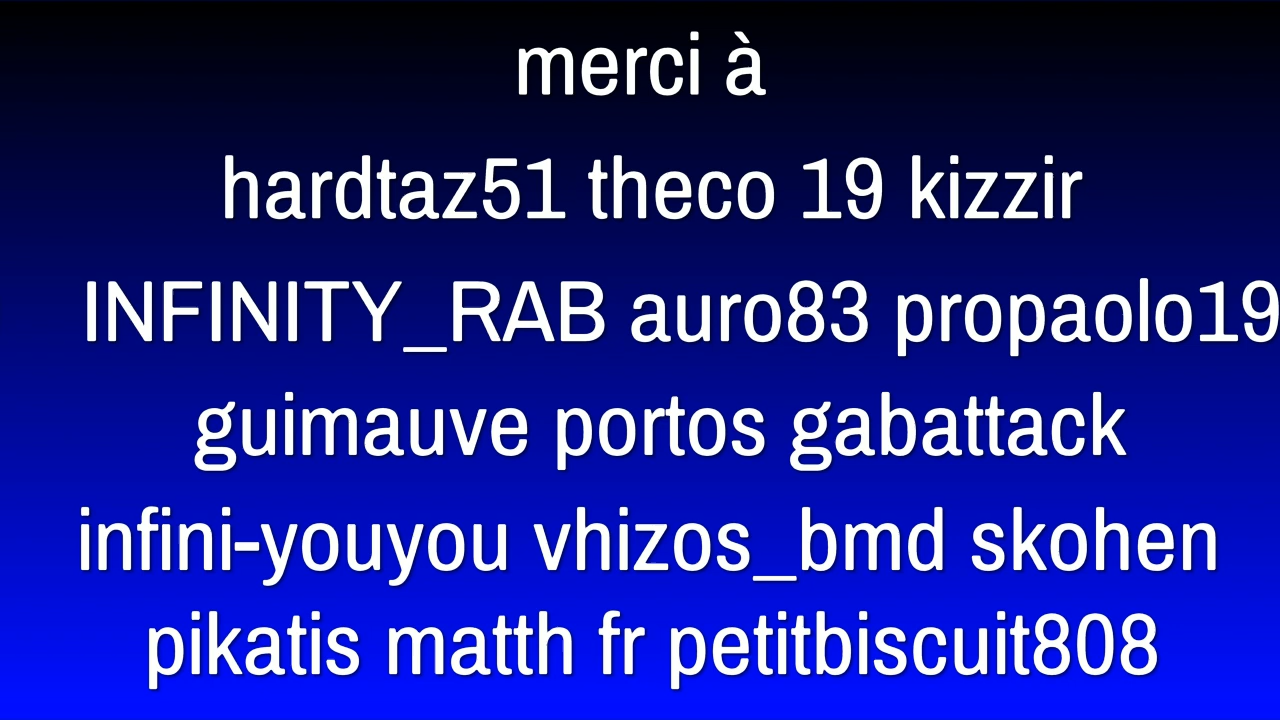 merci à
hardtaz51 theco 19 kizzir
INFINITY_RAB auro83 propaolo19
guimauve portos gabattack
infini-youyou vhizos_bmd skohen
pikatis matth fr petitbiscuit808